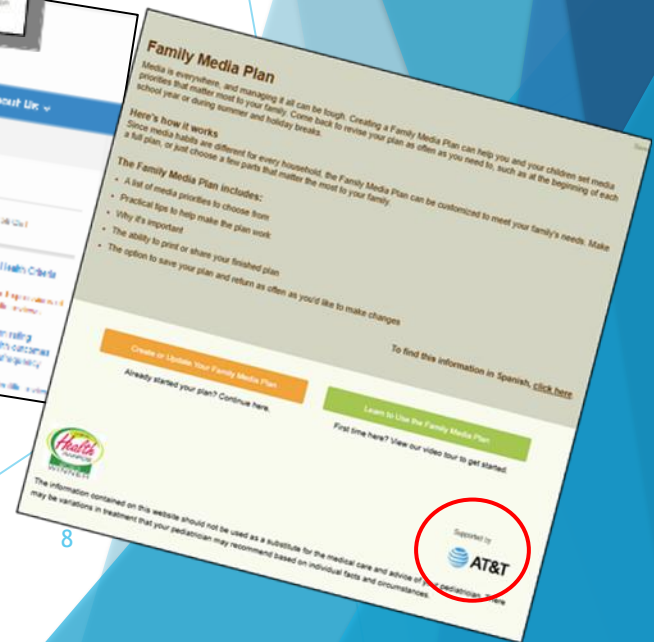 Family Media Plan
Media is everywhere, and managing it all can be tough. Creating a Family Media Plan can help you and your children set media
priorities that matter most to your family. Come back to revise your plan as often as you need to, such as at the beginning of each
school year or during summer and holiday breaks.
Here's how it works
Since media habits are different for every household, the Family Media Plan can be customized to meet your family's needs. Make
a full plan, or just choose a few parts that matter the most to your family.
The Family Media Plan includes:
• A list of media priorities to choose from
• Practical tips to help make the plan work
• Why it's important
• The ability to print or share your finished plan
• The option to save your plan and return as often as you'd like to make changes
To find this information in Spanish, click here
Create or Update Your Family Media Plan
Already started your plan? Continue here.
Learn to Use the Family Media Plan
First time here? View our video tour to get started.
Health
WINNER
The information contained on this website should not be used as a substitute for the medical care and advice of your pediatrician. There
may be variations in treatment that your pediatrician may recommend based on individual facts and circumstances.
Supported by
AT&T
8